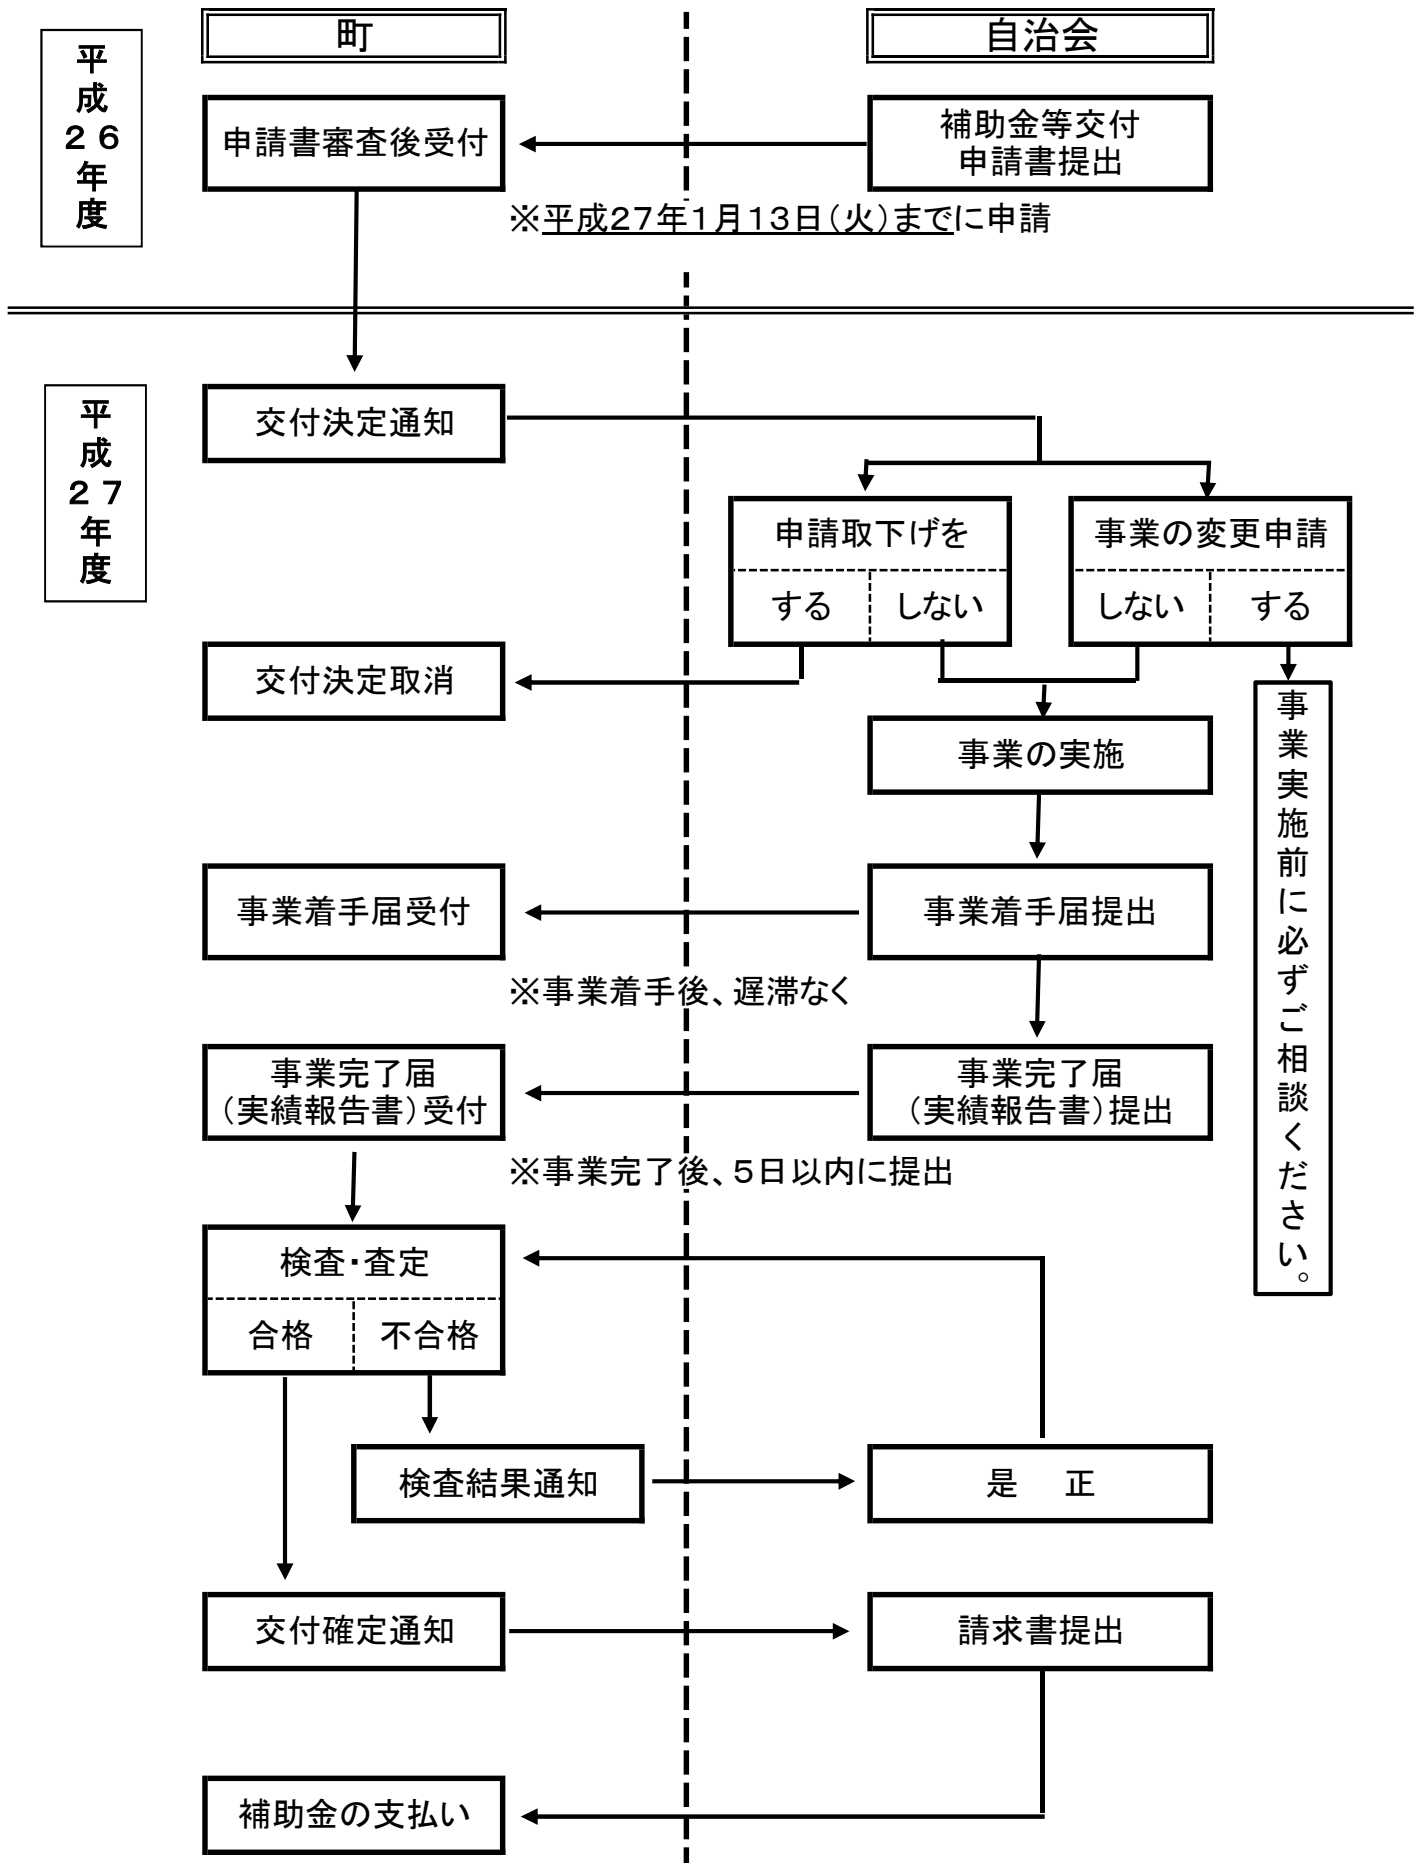 町
自治会
平成２６年度
申請書審査後受付
補助金等交付
申請書提出
※平成27年1月13日（火）までに申請
平成２７年度
交付決定通知
申請取下げを
する
しない
事業の変更申請
しない
する
交付決定取消
事業の実施
事業実施前に必ずご相談ください。
事業着手届受付
事業着手届提出
※事業着手後、遅滞なく
事業完了届
（実績報告書）受付
事業完了届
（実績報告書）提出
※事業完了後、5日以内に提出
検査・査定
合格
不合格
検査結果通知
是　正
交付確定通知
請求書提出
補助金の支払い